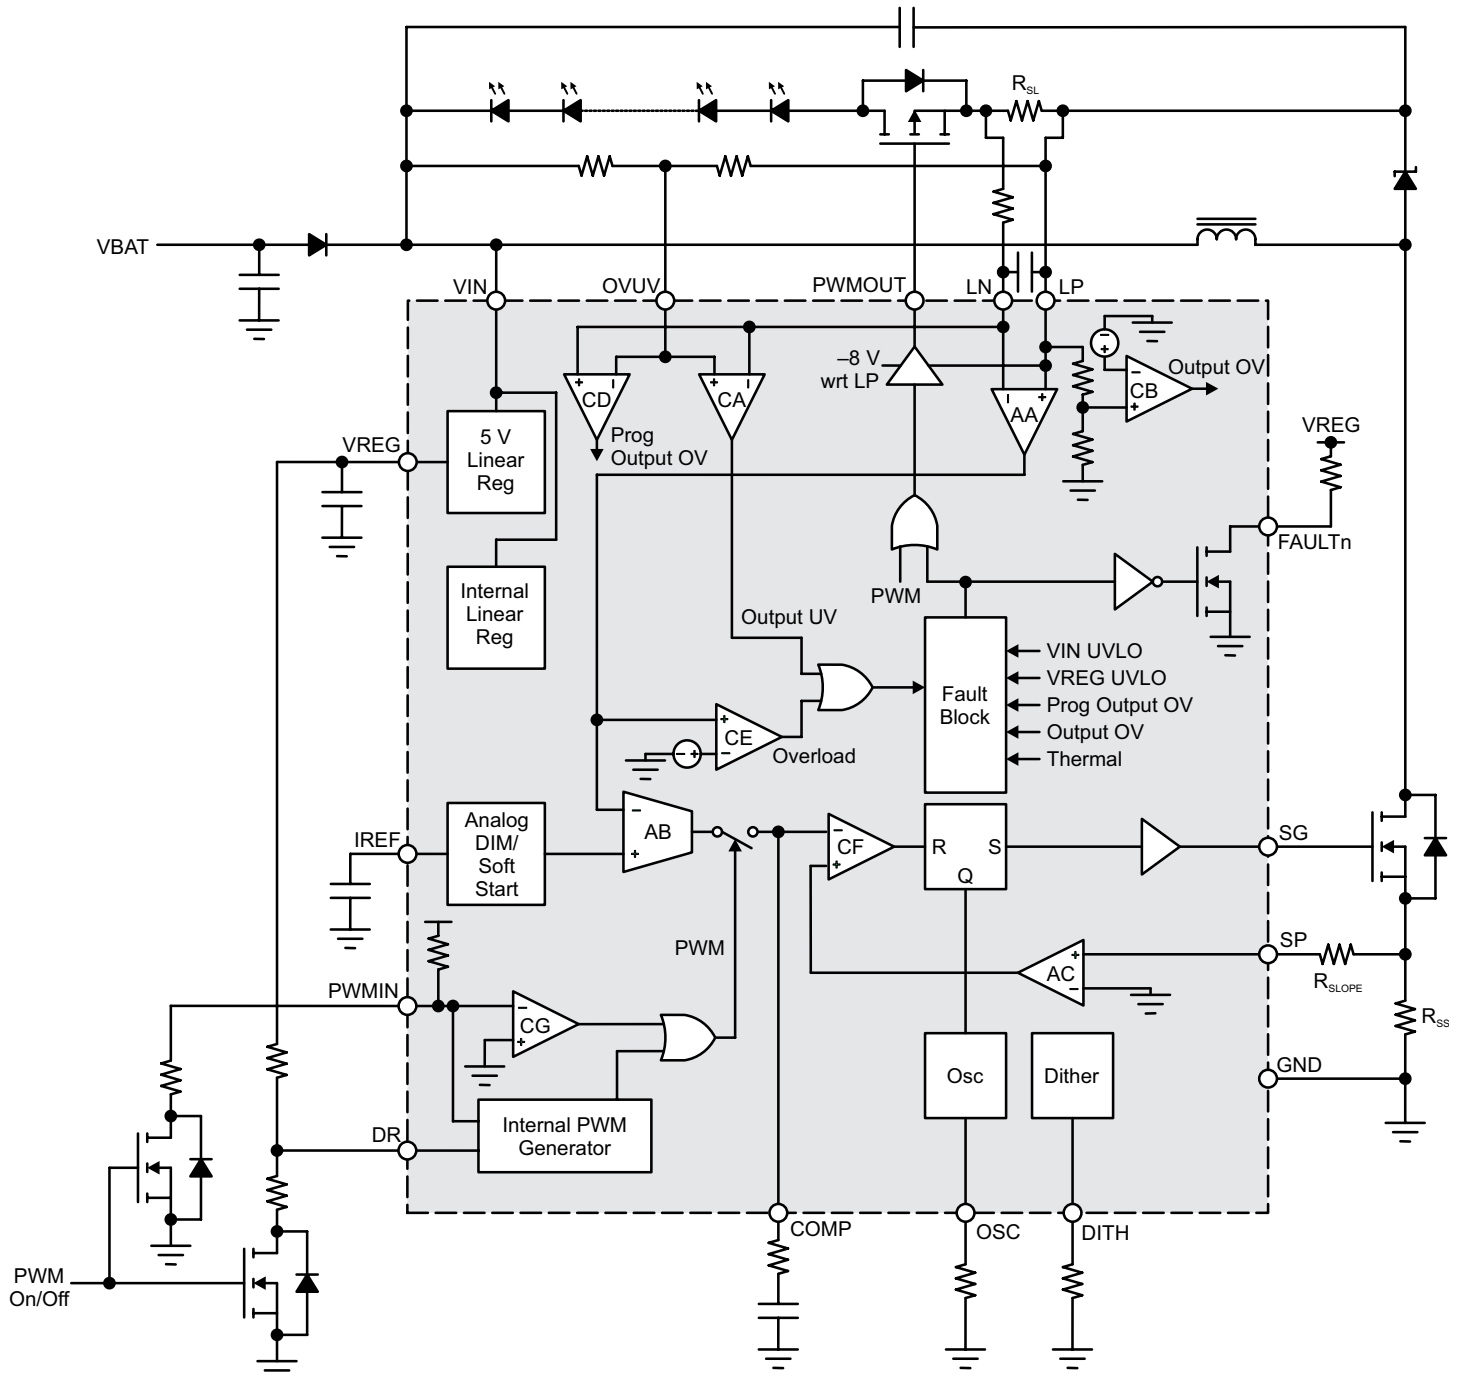 R_SL
VBAT
VIN
OVUV
PWMOUT
LN
LP
–8 V
wrt LP
+
–
CD
+
–
CA
–
+
AA
–
+
–
+
CB
Output OV
Prog
Output OV
VREG
5 V
Linear
Reg
VREG
FAULTn
Internal
Linear
Reg
PWM
Output UV
Fault
Block
VIN UVLO
VREG UVLO
Prog Output OV
Output OV
Thermal
+
–
CE
– +
Overload
IREF
Analog
DIM/
Soft
Start
–
+
AB
–
+
CF
R
S
Q
SG
PWM
SP
R_SLOPE
+
–
AC
PWMIN
–
+
CG
R_SS
Osc
Dither
GND
DR
Internal PWM
Generator
COMP
OSC
DITH
PWM
On/Off